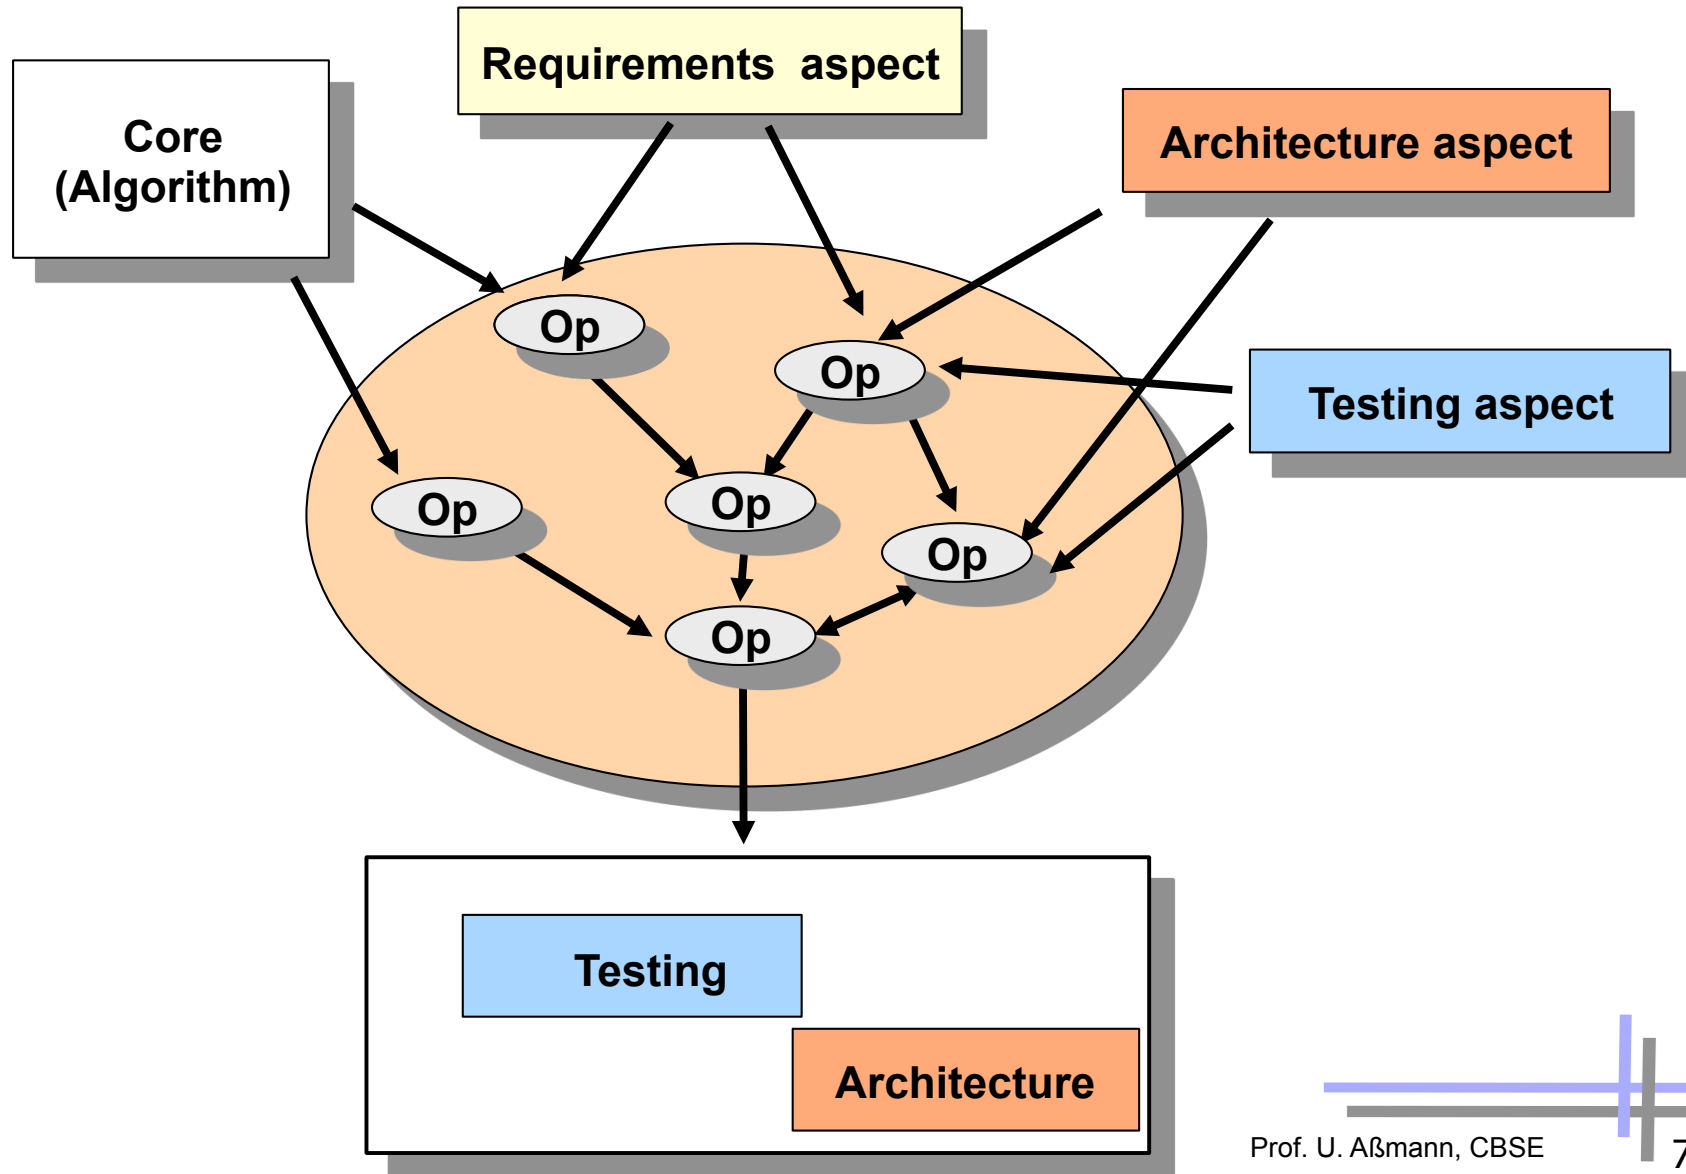 Requirements aspect
Core
(Algorithm)
Architecture aspect
Op
Op
Testing aspect
Op
Op
Op
Op
Testing
Architecture
Prof. U. Aßmann, CBSE
7